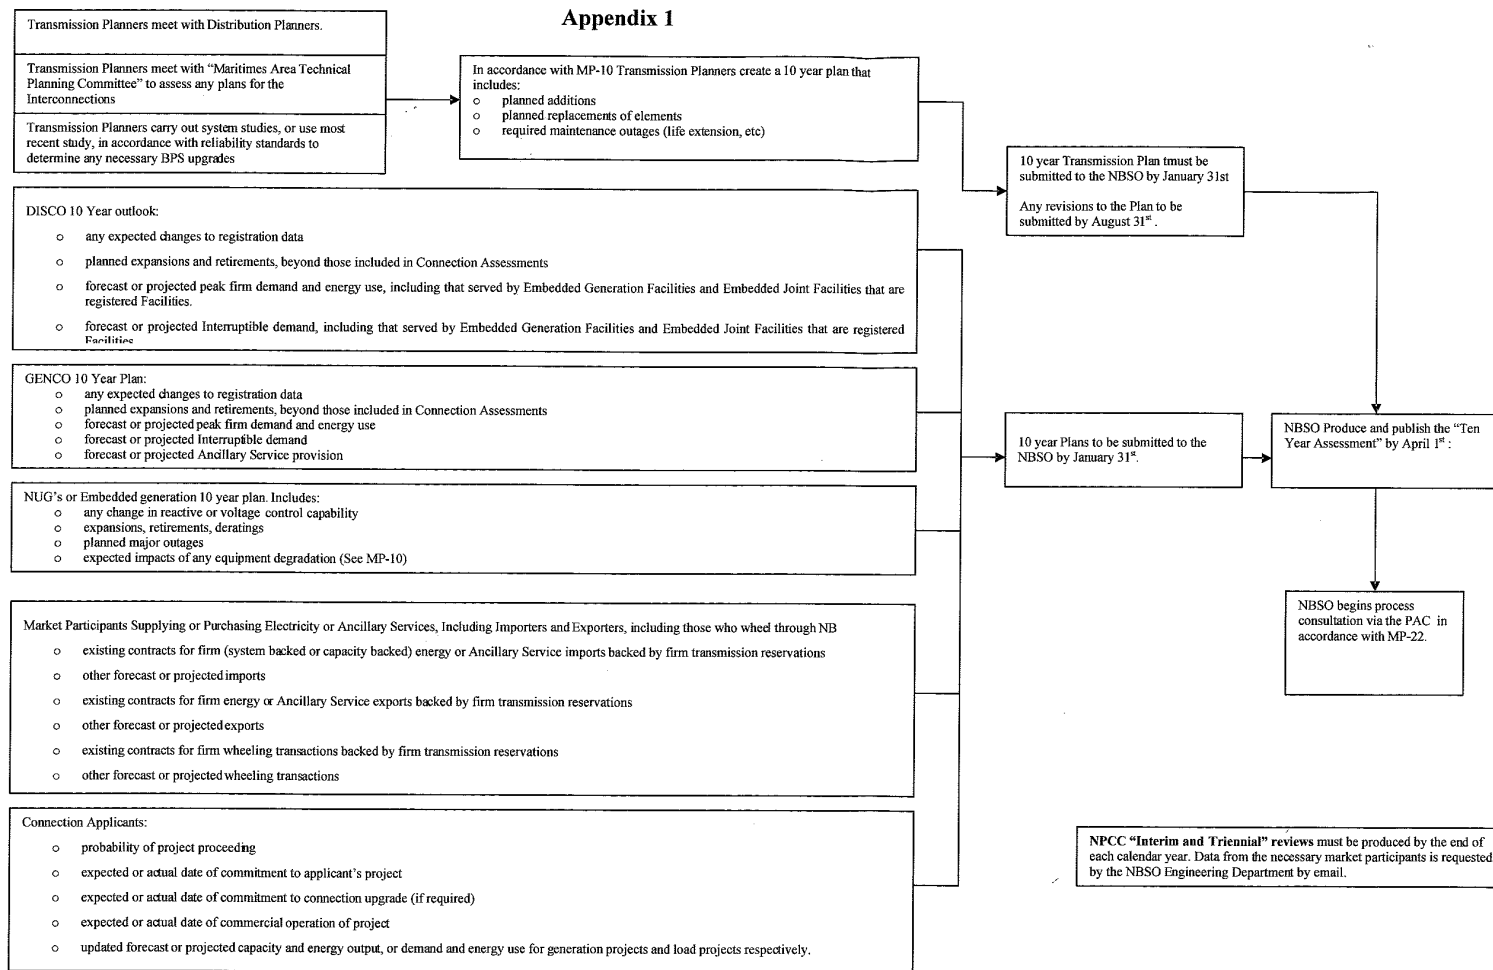 Appendix 1
Transmission Planners meet with Distribution Planners.
Transmission Planners meet with “Maritimes Area Technical
Planning Committee” to assess any plans for the
Interconnections
Transmission Planners carry out system studies, or use most
recent study, in accordance with reliability standards to
determine any necessary BPS upgrades
In accordance with MP-10 Transmission Planners create a 10 year plan that
includes:
o planned additions
o planned replacements of elements
o required maintenance outages (life extension, etc)
10 year Transmission Plan tmust be
submitted to the NBSO by January 31st
Any revisions to the Plan to be
submitted by August 31st .
DISCO 10 Year outlook:
o any expected changes to registration data
o planned expansions and retirements, beyond those included in Connection Assessments
o forecast or projected peak firm demand and energy use, including that served by Embedded Generation Facilities and Embedded Joint Facilities that are
registered Facilities.
o forecast or projected Interruptible demand, including that served by Embedded Generation Facilities and Embedded Joint Facilities that are registered
Facilities
GENCO 10 Year Plan:
o any expected changes to registration data
o planned expansions and retirements, beyond those included in Connection Assessments
o forecast or projected peak firm demand and energy use
o forecast or projected Interruptible demand
o forecast or projected Ancillary Service provision
10 year Plans to be submitted to the
NBSO by January 31st.
NBSO Produce and publish the “Ten
Year Assessment” by April 1st :
NUG’s or Embedded generation 10 year plan. Includes:
o any change in reactive or voltage control capability
o expansions, retirements, deratings
o planned major outages
o expected impacts of any equipment degradation (See MP-10)
NBSO begins process
consultation via the PAC in
accordance with MP-22.
Market Participants Supplying or Purchasing Electricity or Ancillary Services, Including Importers and Exporters, including those who wheel through NB
o existing contracts for firm (system backed or capacity backed) energy or Ancillary Service imports backed by firm transmission reservations
o other forecast or projected imports
o existing contracts for firm energy or Ancillary Service exports backed by firm transmission reservations
o other forecast or projected exports
o existing contracts for firm wheeling transactions backed by firm transmission reservations
o other forecast or projected wheeling transactions
Connection Applicants:
o probability of project proceeding
o expected or actual date of commitment to applicant’s project
o expected or actual date of commitment to connection upgrade (if required)
o expected or actual date of commercial operation of project
o updated forecast or projected capacity and energy output, or demand and energy use for generation projects and load projects respectively.
NPCC “Interim and Triennial” reviews must be produced by the end of
each calendar year. Data from the necessary market participants is requested
by the NBSO Engineering Department by email.